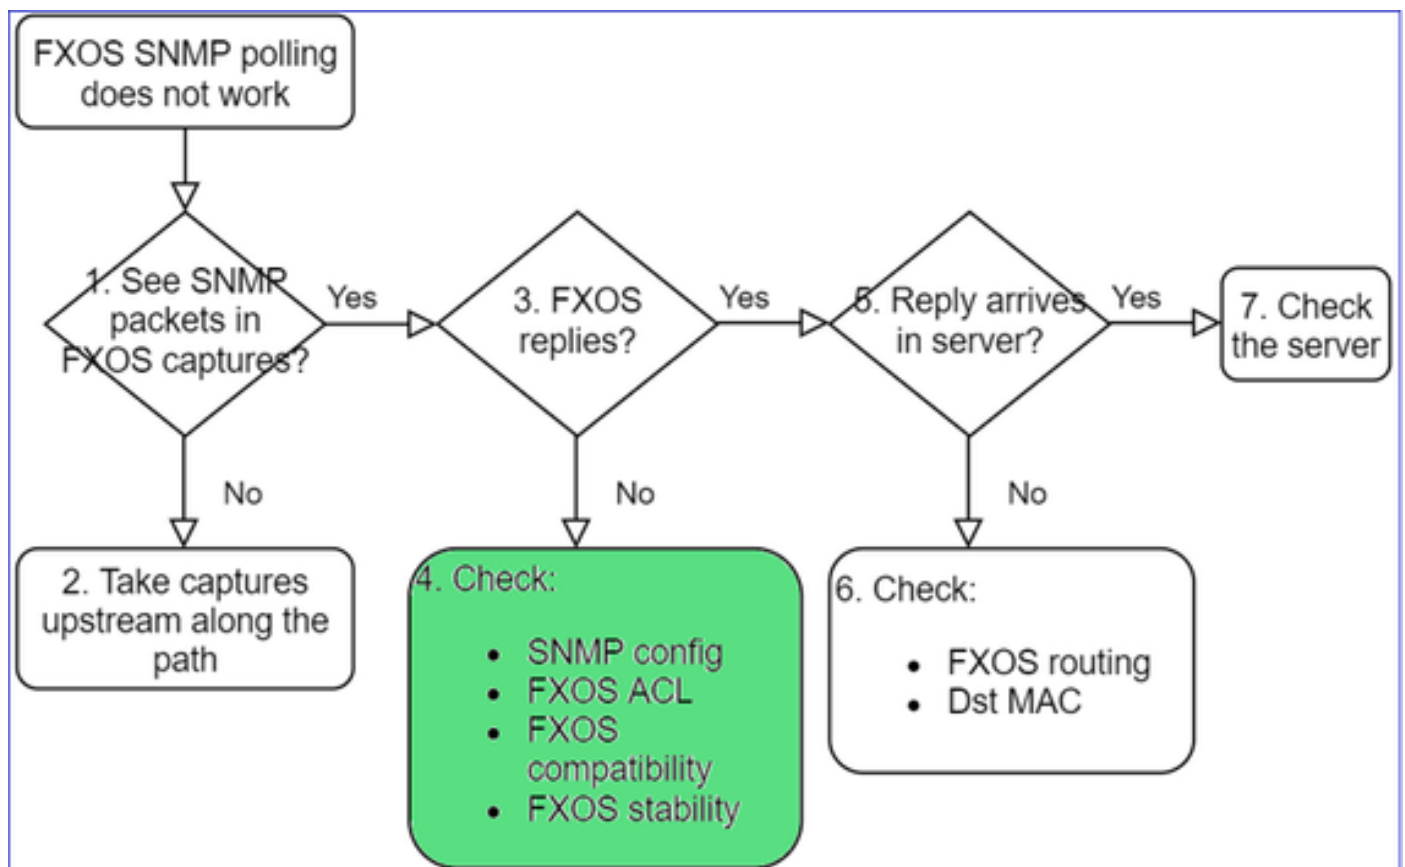 FXOS SNMP polling
does not work
1. See SNMP
packets in
FXOS captures?
Yes
3. FXOS
replies?
Yes
5. Reply arrives
in server?
Yes
7. Check
the server
No
No
No
2. Take captures
upstream along the
path
4. Check:
• SNMP config
• FXOS ACL
• FXOS
compatibility
• FXOS stability
6. Check:
• FXOS routing
• Dst MAC